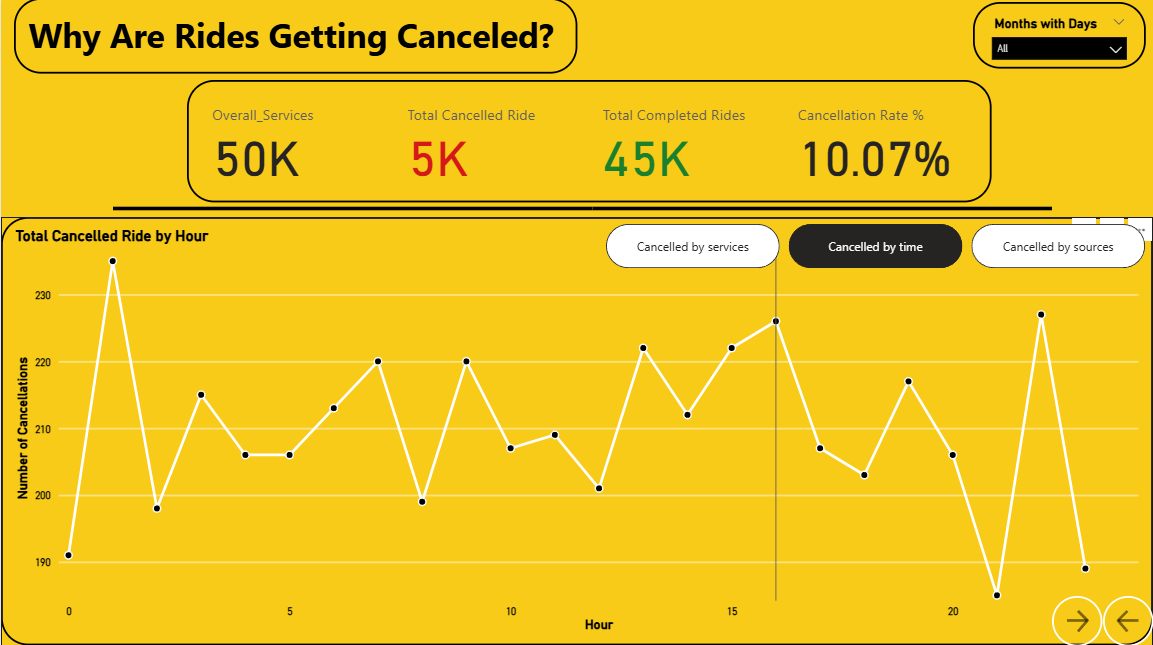 Why Are Rides Getting Canceled?
Months with Days
All
Overall_Services
50K
Total Cancelled Ride
5K
Total Completed Rides
45K
Cancellation Rate %
10.07%
Total Cancelled Ride by Hour
Cancelled by services
Cancelled by time
Cancelled by sources
Number of Cancellations
230
220
210
200
190
0 5 10 15 20
Hour